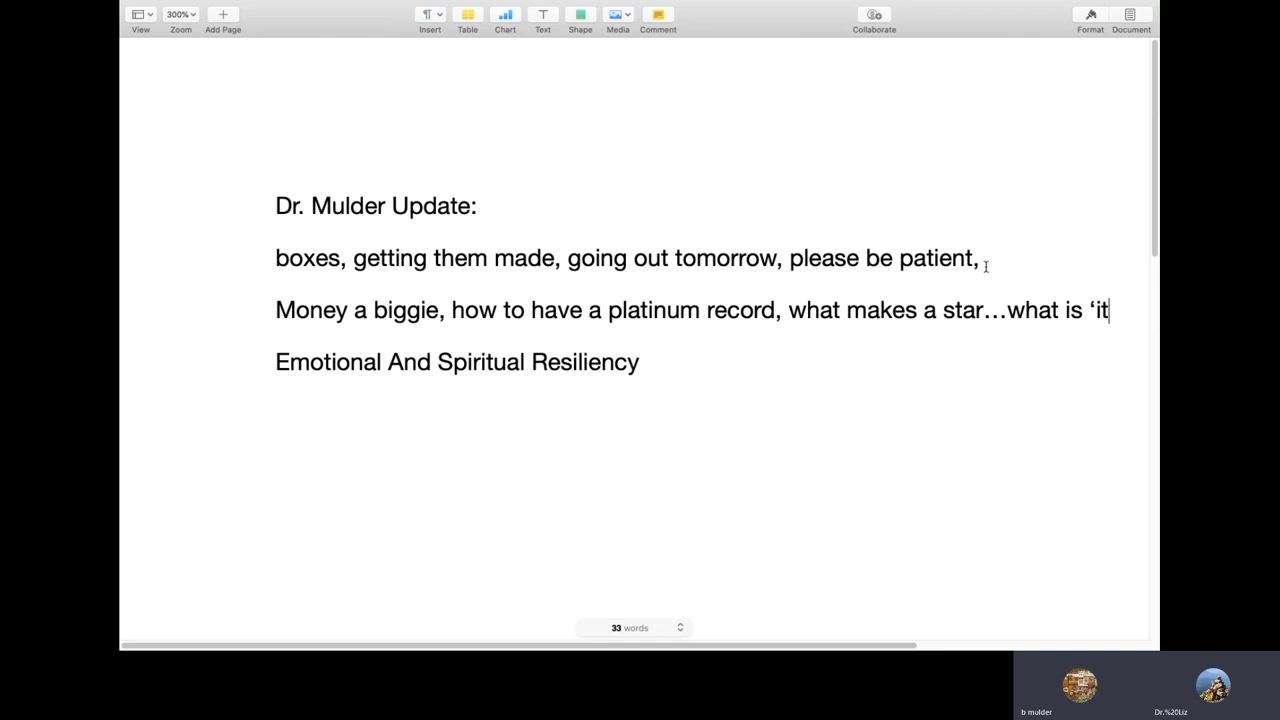 View
300%
Zoom
Add Page
Insert
Table
Chart
Text
Shape
Media
Comment
Collaborate
Format
Document
Dr. Mulder Update:
boxes, getting them made, going out tomorrow, please be patient,
Money a biggie, how to have a platinum record, what makes a star…what is ‘it
Emotional And Spiritual Resiliency
33 words
b mulder
Dr.%20Liz